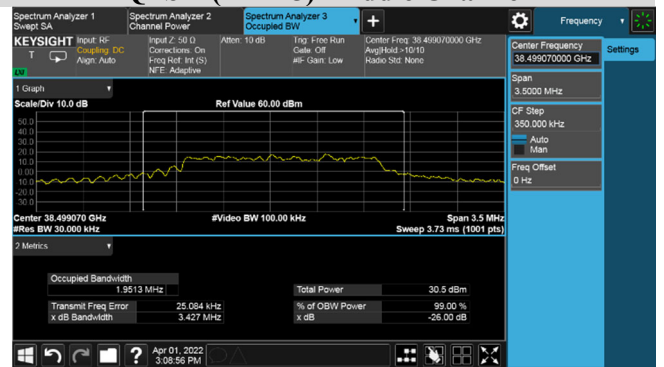 Spectrum Analyzer 1
Swept SA
Spectrum Analyzer 2
Channel Power
Spectrum Analyzer 3
Occupied BW
Frequency
KEYSIGHT
Input: RF
Coupling: DC
Align: Auto
Input Z: 50 Ω
Corrections: On
Freq Ref: Int (S)
NFE: Adaptive
Atten: 10 dB
Trig: Free Run
Gate: Off
#IF Gain: Low
Center Freq: 38.499070000 GHz
Avg|Hold >10/10
Radio Std: None
T
LXI
Center Frequency
38.499070000 GHz
Settings
Span
3.5000 MHz
CF Step
350.000 kHz
Auto
Man
Freq Offset
0 Hz
1 Graph
Scale/Div 10.0 dB
Ref Value 60.00 dBm
50.0
40.0
30.0
20.0
10.0
0.00
-10.0
-20.0
-30.0
Center 38.499070 GHz
#Video BW 100.00 kHz
Span 3.5 MHz
#Res BW 30.000 kHz
Sweep 3.73 ms (1001 pts)
2 Metrics
Occupied Bandwidth
1.9513 MHz
Total Power 30.5 dBm
Transmit Freq Error 25.084 kHz
% of OBW Power 99.00 %
x dB Bandwidth 3.427 MHz
x dB -26.00 dB
Apr 01, 2022
3:08:56 PM